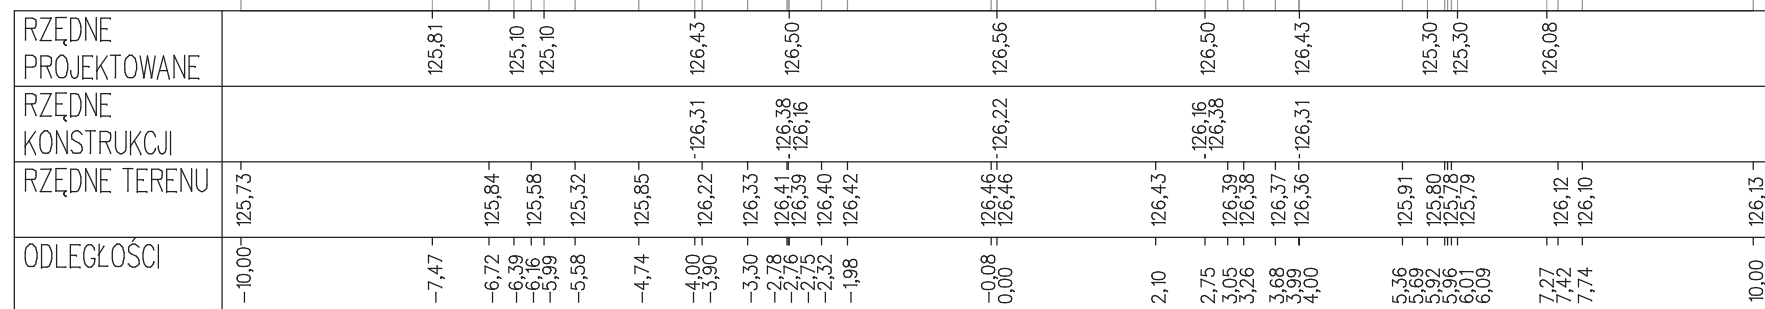 RZĘDNE
PROJEKTOWANE
125,81 125,10 125,10 126,43 126,50 126,56 126,50 126,43 125,30 125,30 126,08
RZĘDNE
KONSTRUKCJI
126,31 126,38 126,16 126,22 126,16 126,38 126,31
RZĘDNE TERENU
125,73 125,84 125,58 125,32 125,85 126,22 126,33 126,41 126,39 126,40 126,42 126,46 126,46 126,43 126,39 126,38 126,37 126,36 125,91 125,80 125,78 125,79 126,12 126,10 126,13
ODLEGŁOŚCI
-10,00 -7,47 -6,72 -6,39 -6,16 -5,99 -5,58 -4,74 -4,00 -3,90 -3,30 -2,78 -2,76 -2,75 -2,32 -1,98 -0,08 0,00 2,10 2,75 3,05 3,26 3,68 3,99 4,00 5,36 5,69 5,92 5,96 6,01 6,09 7,27 7,42 7,74 10,00